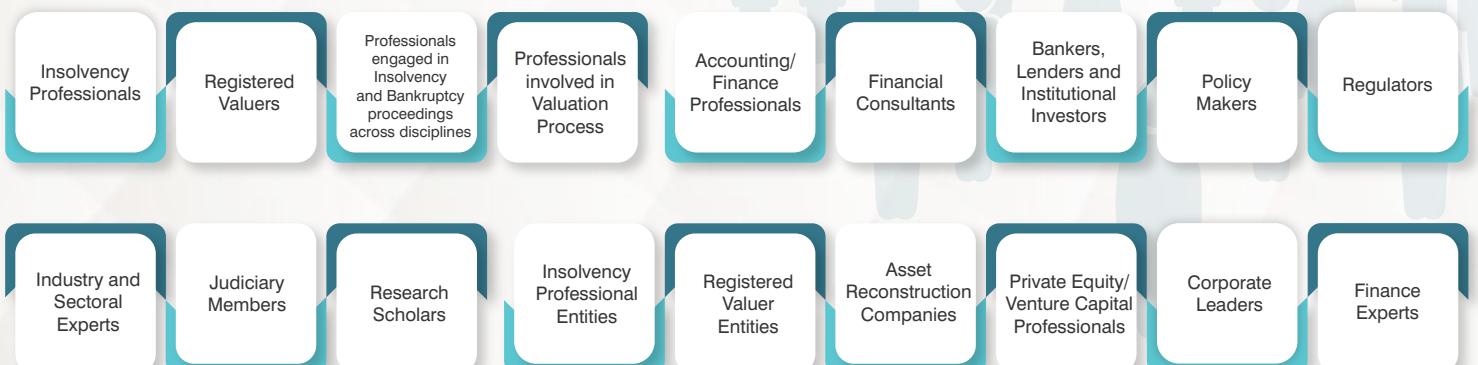 Insolvency
Professionals
Registered
Valuers
Professionals
engaged in
Insolvency
and Bankruptcy
proceedings
across disciplines
Professionals
involved in
Valuation
Process
Accounting/
Finance
Professionals
Financial
Consultants
Bankers,
Lenders and
Institutional
Investors
Policy
Makers
Regulators
Industry and
Sectoral
Experts
Judiciary
Members
Research
Scholars
Insolvency
Professional
Entities
Registered
Valuer
Entities
Asset
Reconstruction
Companies
Private Equity/
Venture Capital
Professionals
Corporate
Leaders
Finance
Experts